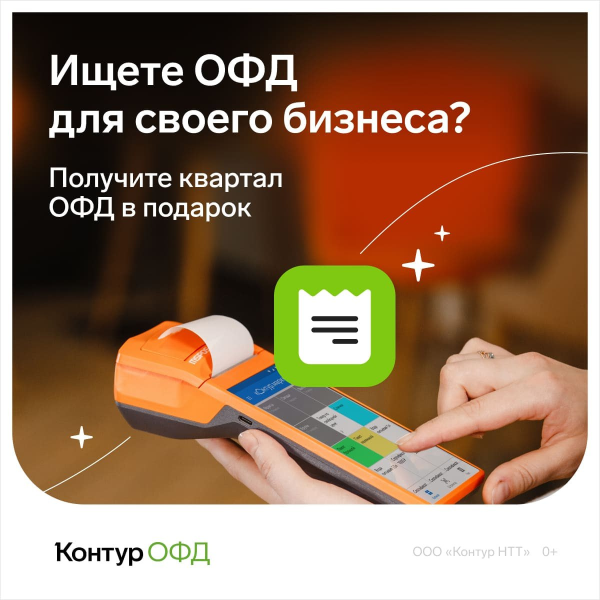 Ищете ОФД
для своего бизнеса?
Получите квартал
ОФД в подарок
Контур ОФД
ООО «Контур НТТ» 0+